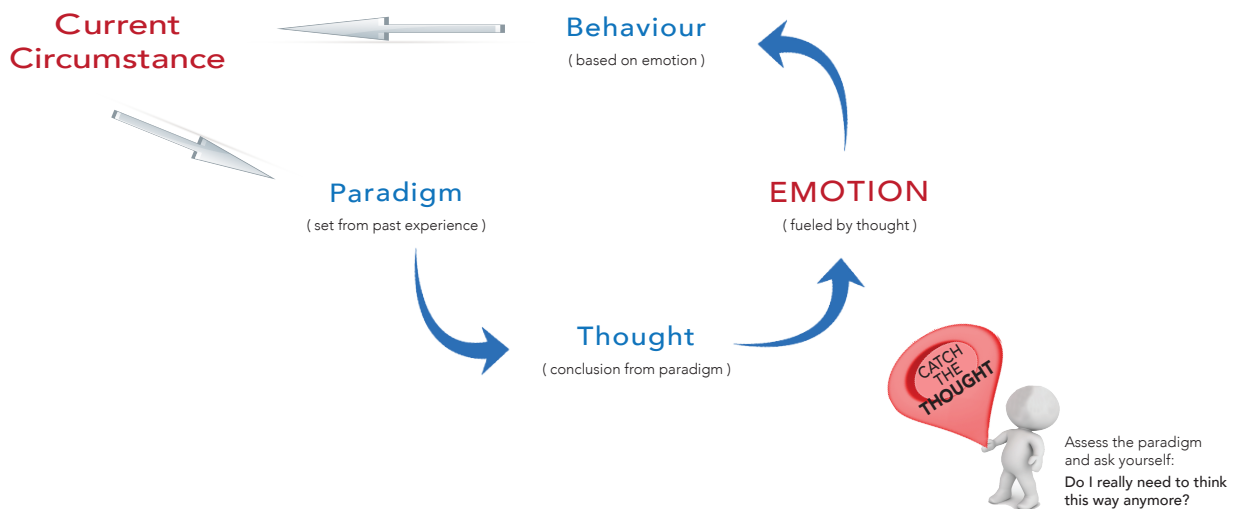 Current
Circumstance
Behaviour
( based on emotion )
Paradigm
( set from past experience )
EMOTION
( fueled by thought )
Thought
( conclusion from paradigm )
CATCH
THE
THOUGHT
Assess the paradigm
and ask yourself:
Do I really need to think
this way anymore?